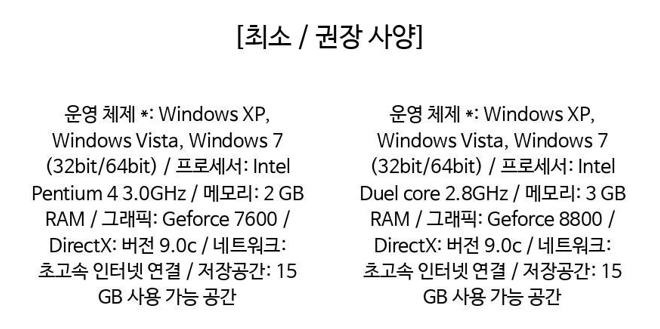 [최소 / 권장 사양]
운영 체제 *: Windows XP,
Windows Vista, Windows 7
(32bit/64bit) / 프로세서: Intel
Pentium 4 3.0GHz / 메모리: 2 GB
RAM / 그래픽: Geforce 7600 /
DirectX: 버전 9.0c / 네트워크:
초고속 인터넷 연결 / 저장공간: 15
GB 사용 가능 공간
운영 체제 *: Windows XP,
Windows Vista, Windows 7
(32bit/64bit) / 프로세서: Intel
Duel core 2.8GHz / 메모리: 3 GB
RAM / 그래픽: Geforce 8800 /
DirectX: 버전 9.0c / 네트워크:
초고속 인터넷 연결 / 저장공간: 15
GB 사용 가능 공간